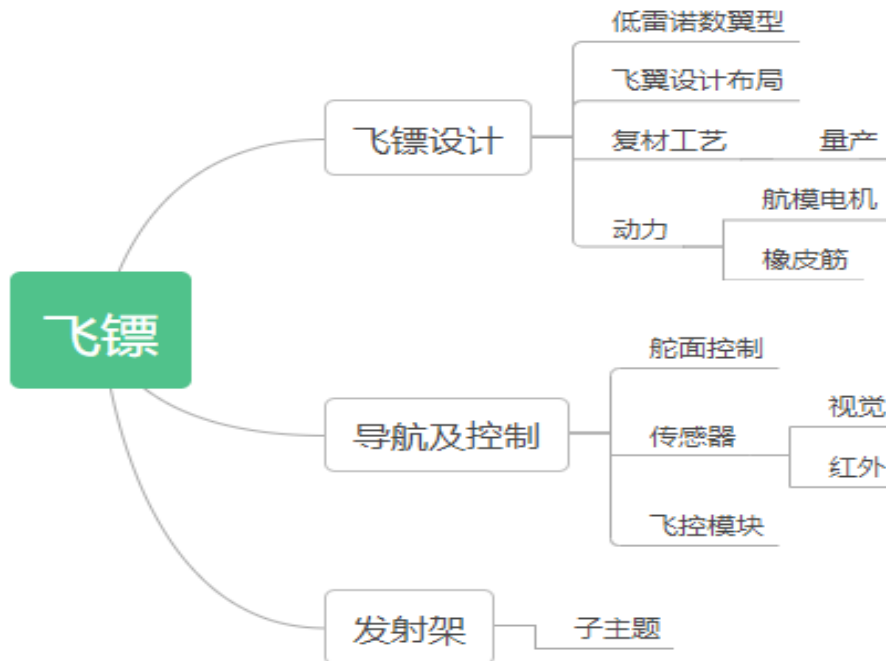 低雷诺数翼型
飞翼设计布局
飞镖设计
复材工艺
量产
航模电机
动力
橡皮筋
飞镖
舵面控制
视觉
导航及控制
传感器
红外
飞控模块
发射架
子主题